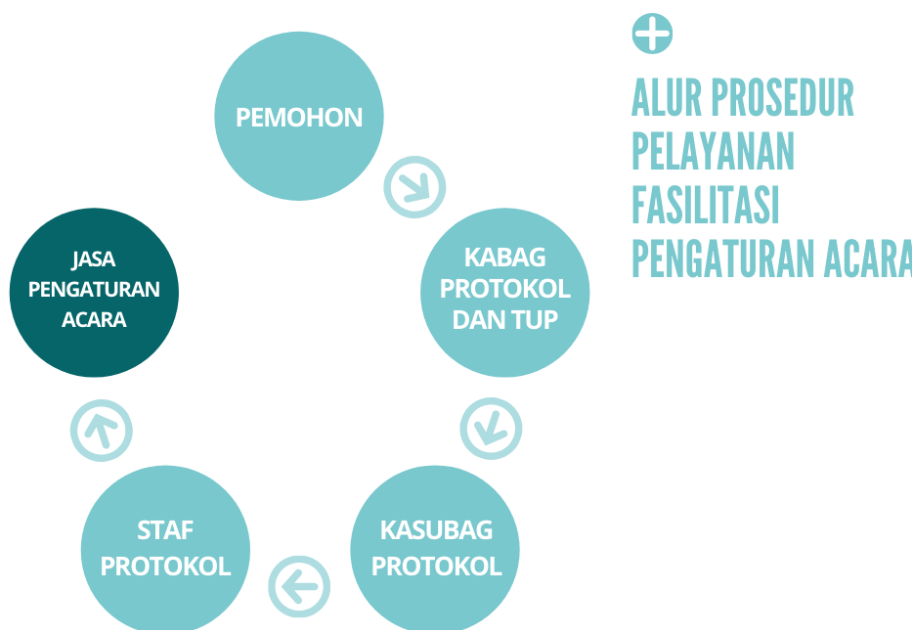 ALUR PROSEDUR
PELAYANAN
FASILITASI
PENGATURAN ACARA
PEMOHON
KABAG
PROTOKOL
DAN TUP
KASUBAG
PROTOKOL
STAF
PROTOKOL
JASA
PENGATURAN
ACARA